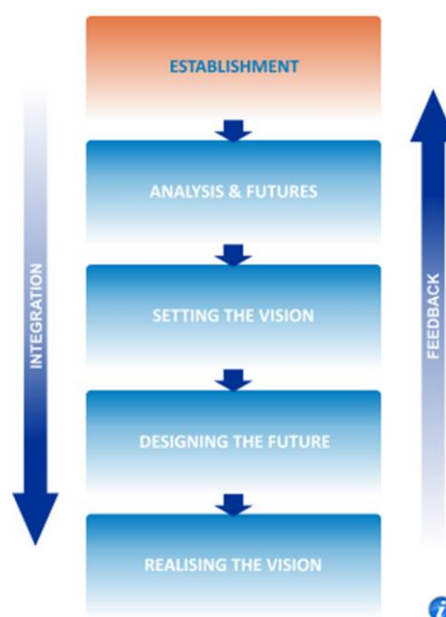 ESTABLISHMENT
ANALYSIS & FUTURES
SETTING THE VISION
DESIGNING THE FUTURE
REALISING THE VISION
INTEGRATION
FEEDBACK
i